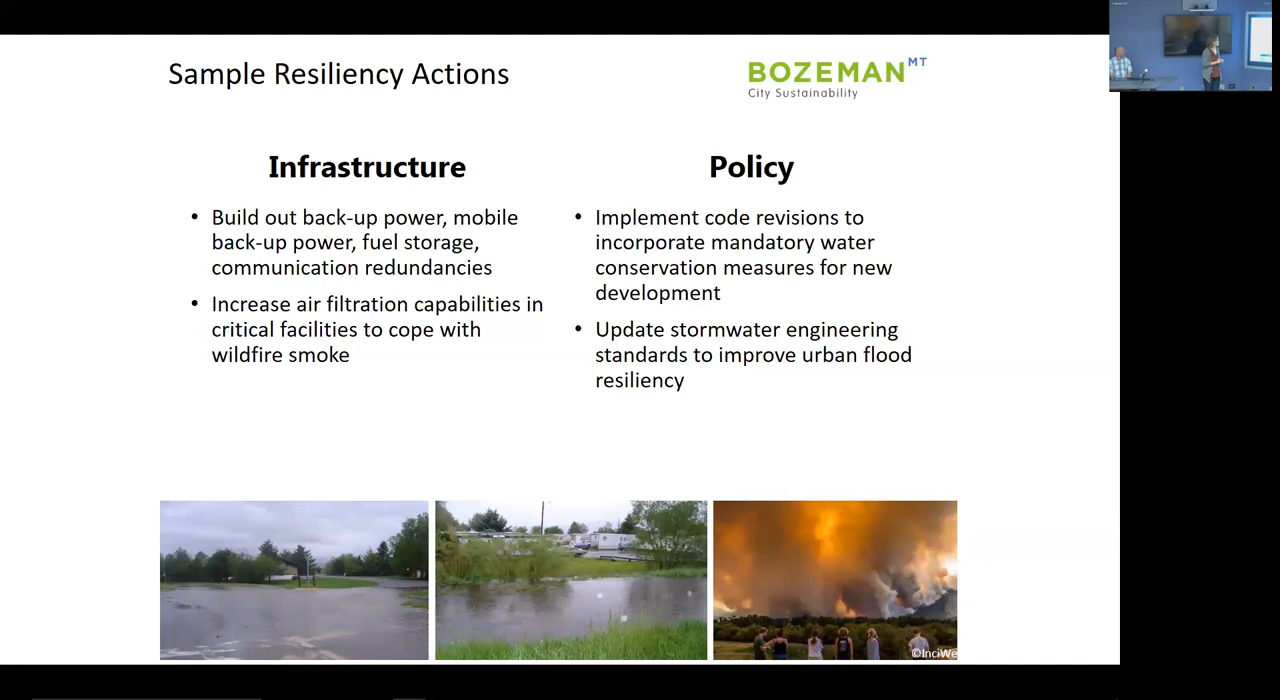 Sample Resiliency Actions
BOZEMAN MT
City Sustainability
Infrastructure
• Build out back-up power, mobile
back-up power, fuel storage,
communication redundancies
• Increase air filtration capabilities in
critical facilities to cope with
wildfire smoke
Policy
• Implement code revisions to
incorporate mandatory water
conservation measures for new
development
• Update stormwater engineering
standards to improve urban flood
resiliency
©InciWe